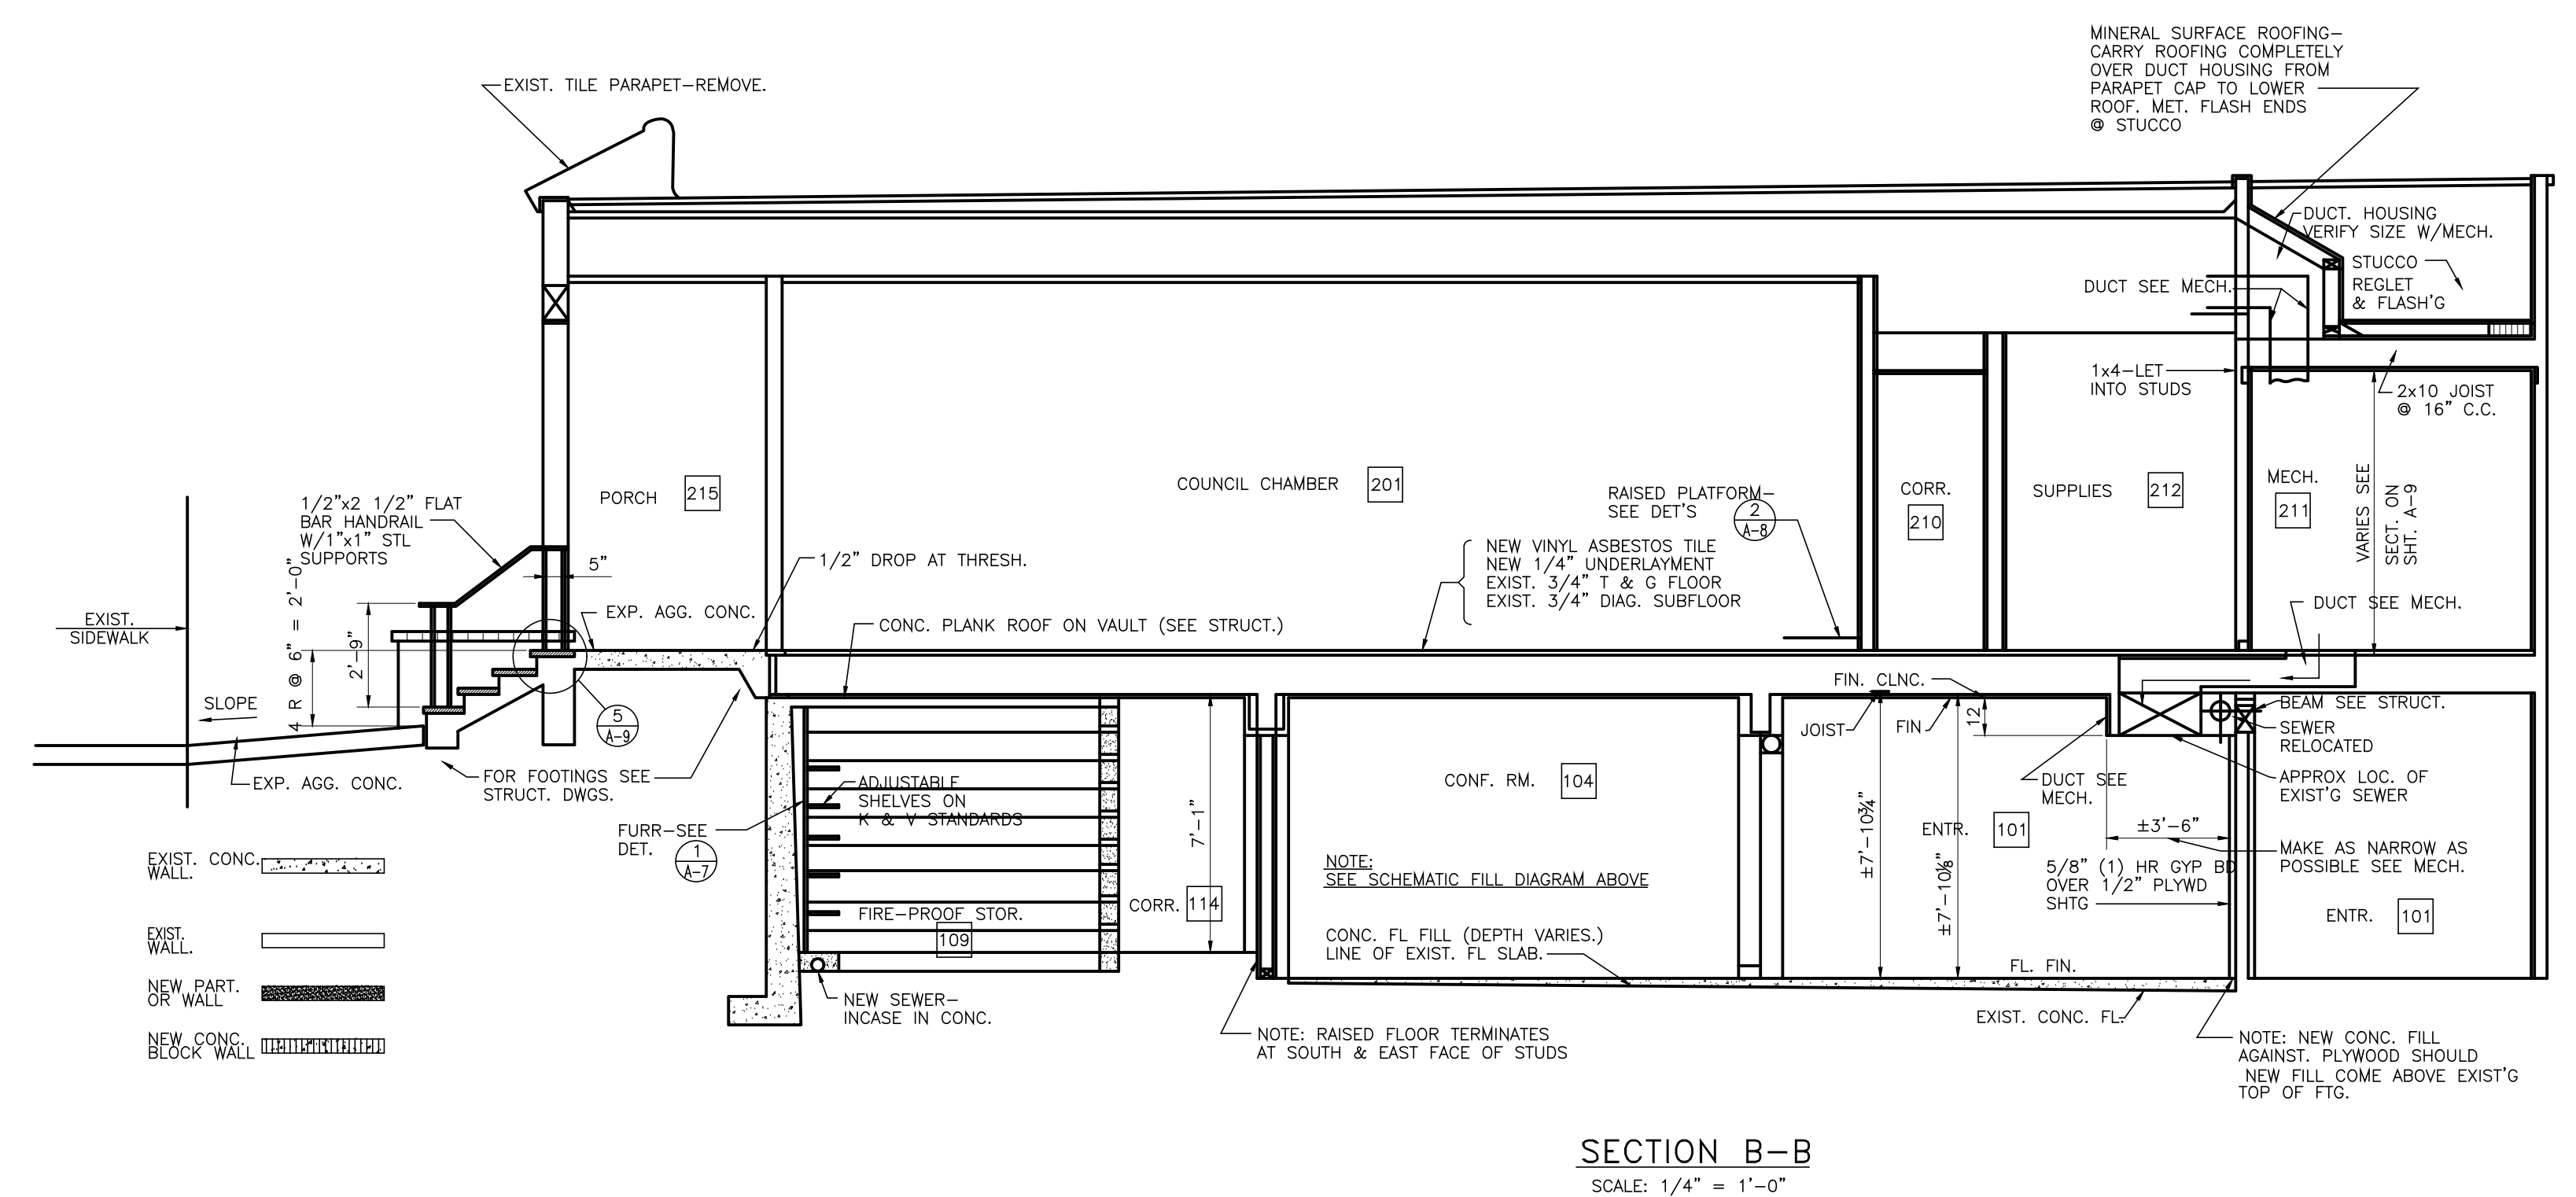 MINERAL SURFACE ROOFING-
CARRY ROOFING COMPLETELY
OVER DUCT HOUSING FROM
PARAPET CAP TO LOWER
ROOF. MET. FLASH ENDS
@ STUCCO
EXIST. TILE PARAPET-REMOVE.
DUCT. HOUSING
VERIFY SIZE W/MECH.
STUCCO
REGLET
& FLASH'G
DUCT SEE MECH.
1x4-LET
INTO STUDS
2x10 JOIST
@ 16" C.C.
PORCH 215
COUNCIL CHAMBER 201
RAISED PLATFORM-
SEE DET'S
2
A-8
CORR.
210
SUPPLIES 212
MECH.
211
VARIES SEE
SECT. ON
SHT. A-9
1/2"x2 1/2" FLAT
BAR HANDRAIL
W/1"x1" STL
SUPPORTS
5"
1/2" DROP AT THRESH.
NEW VINYL ASBESTOS TILE
NEW 1/4" UNDERLAYMENT
EXIST. 3/4" T & G FLOOR
EXIST. 3/4" DIAG. SUBFLOOR
DUCT SEE MECH.
EXIST.
SIDEWALK
4 R @ 6" = 2'-0"
2'-9"
EXP. AGG. CONC.
CONC. PLANK ROOF ON VAULT (SEE STRUCT.)
SLOPE
5
A-9
FIN. CLNC.
JOIST
FIN
12
BEAM SEE STRUCT.
SEWER
RELOCATED
EXP. AGG. CONC.
FOR FOOTINGS SEE
STRUCT. DWGS.
ADJUSTABLE
SHELVES ON
K & V STANDARDS
CONF. RM. 104
DUCT SEE
MECH.
APPROX LOC. OF
EXIST'G SEWER
FURR-SEE
DET.
1
A-7
7'-1"
±7'-10¾"
±7'-10⅛"
ENTR. 101
±3'-6"
MAKE AS NARROW AS
POSSIBLE SEE MECH.
EXIST. CONC.
WALL.
NOTE:
SEE SCHEMATIC FILL DIAGRAM ABOVE
5/8" (1) HR GYP BD
OVER 1/2" PLYWD
SHTG
FIRE-PROOF STOR.
109
CORR. 114
ENTR. 101
EXIST.
WALL.
CONC. FL FILL (DEPTH VARIES.)
LINE OF EXIST. FL SLAB.
FL. FIN.
NEW PART.
OR WALL
NEW SEWER-
INCASE IN CONC.
EXIST. CONC. FL.
NEW CONC.
BLOCK WALL
NOTE: RAISED FLOOR TERMINATES
AT SOUTH & EAST FACE OF STUDS
NOTE: NEW CONC. FILL
AGAINST. PLYWOOD SHOULD
NEW FILL COME ABOVE EXIST'G
TOP OF FTG.
SECTION B-B
SCALE: 1/4" = 1'-0"